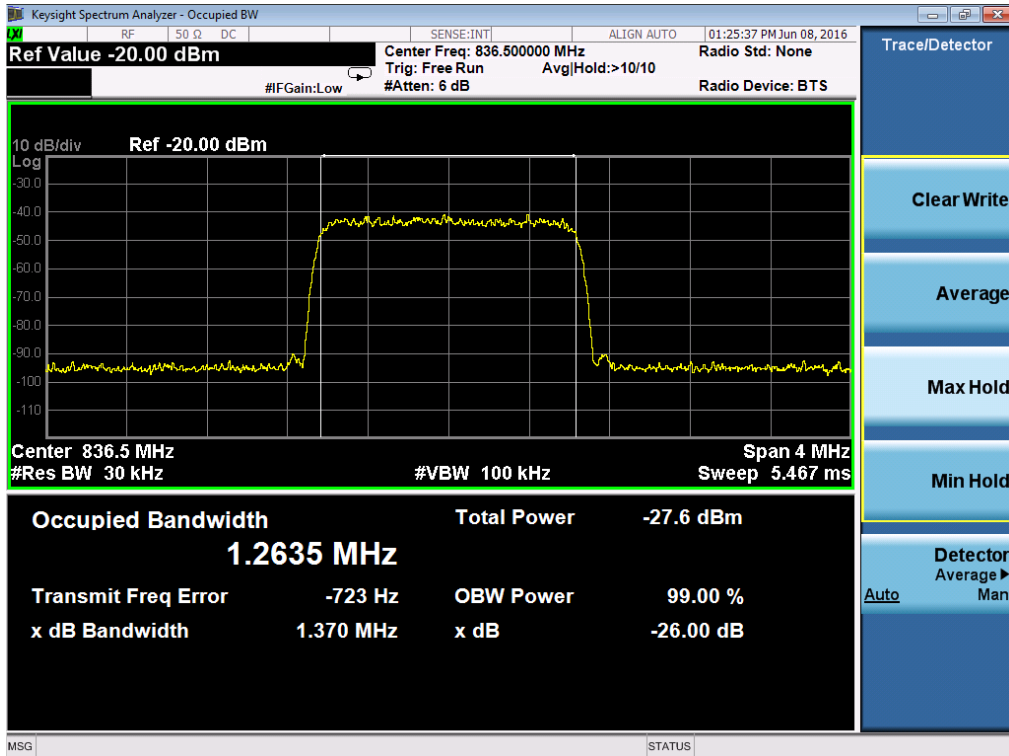 Keysight Spectrum Analyzer - Occupied BW
LXI RF 50 Ω DC SENSE:INT ALIGN AUTO 01:25:37 PM Jun 08, 2016
Ref Value -20.00 dBm
Center Freq: 836.500000 MHz
Radio Std: None
Trig: Free Run Avg|Hold:>10/10
#IFGain:Low #Atten: 6 dB Radio Device: BTS
10 dB/div Ref -20.00 dBm
Log
-30.0
-40.0
-50.0
-60.0
-70.0
-80.0
-90.0
-100
-110
Center 836.5 MHz Span 4 MHz
#Res BW 30 kHz #VBW 100 kHz Sweep 5.467 ms
Occupied Bandwidth Total Power -27.6 dBm
1.2635 MHz
Transmit Freq Error -723 Hz OBW Power 99.00 %
x dB Bandwidth 1.370 MHz x dB -26.00 dB
Trace/Detector
Clear Write
Average
Max Hold
Min Hold
Detector
Average
Auto Man
MSG STATUS